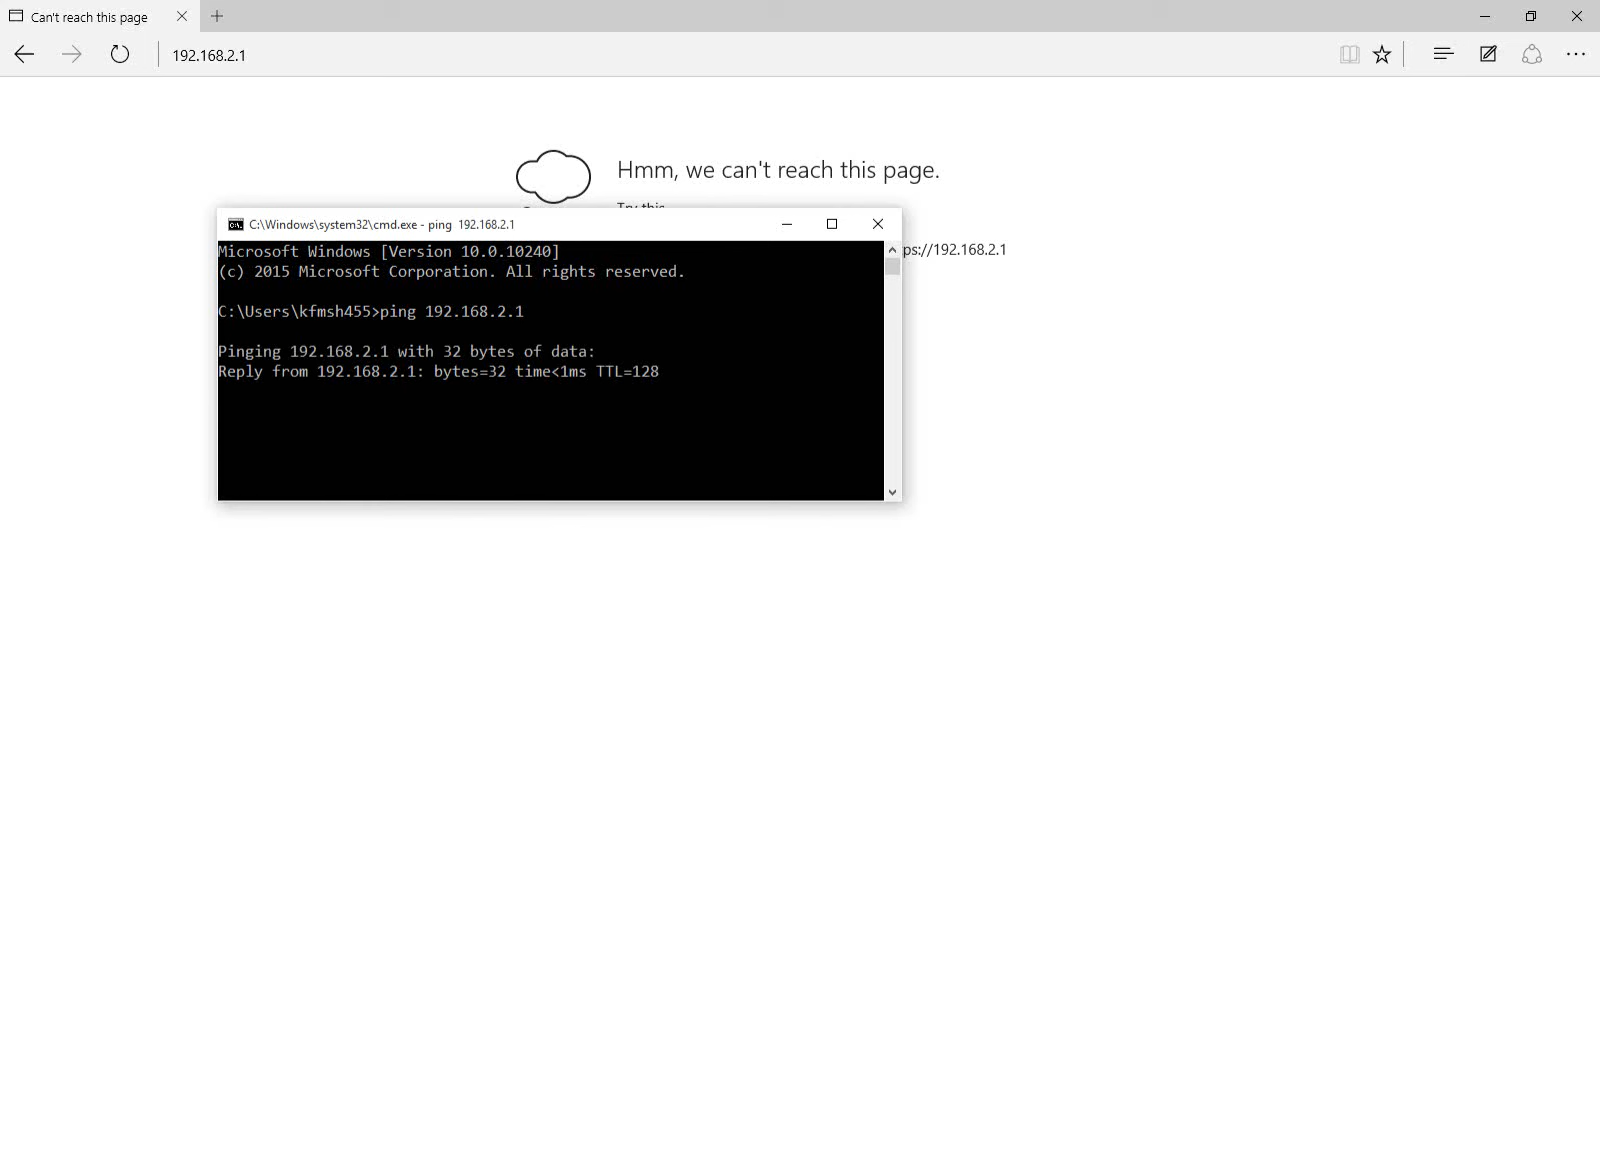 Can't reach this page
192.168.2.1
Hmm, we can't reach this page.
Try this
ps://192.168.2.1
C:\Windows\system32\cmd.exe - ping  192.168.2.1
Microsoft Windows [Version 10.0.10240]
(c) 2015 Microsoft Corporation. All rights reserved.
C:\Users\kfmsh455>ping 192.168.2.1
Pinging 192.168.2.1 with 32 bytes of data:
Reply from 192.168.2.1: bytes=32 time<1ms TTL=128